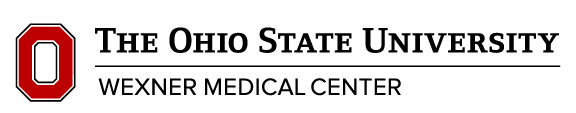 THE OHIO STATE UNIVERSITY
WEXNER MEDICAL CENTER